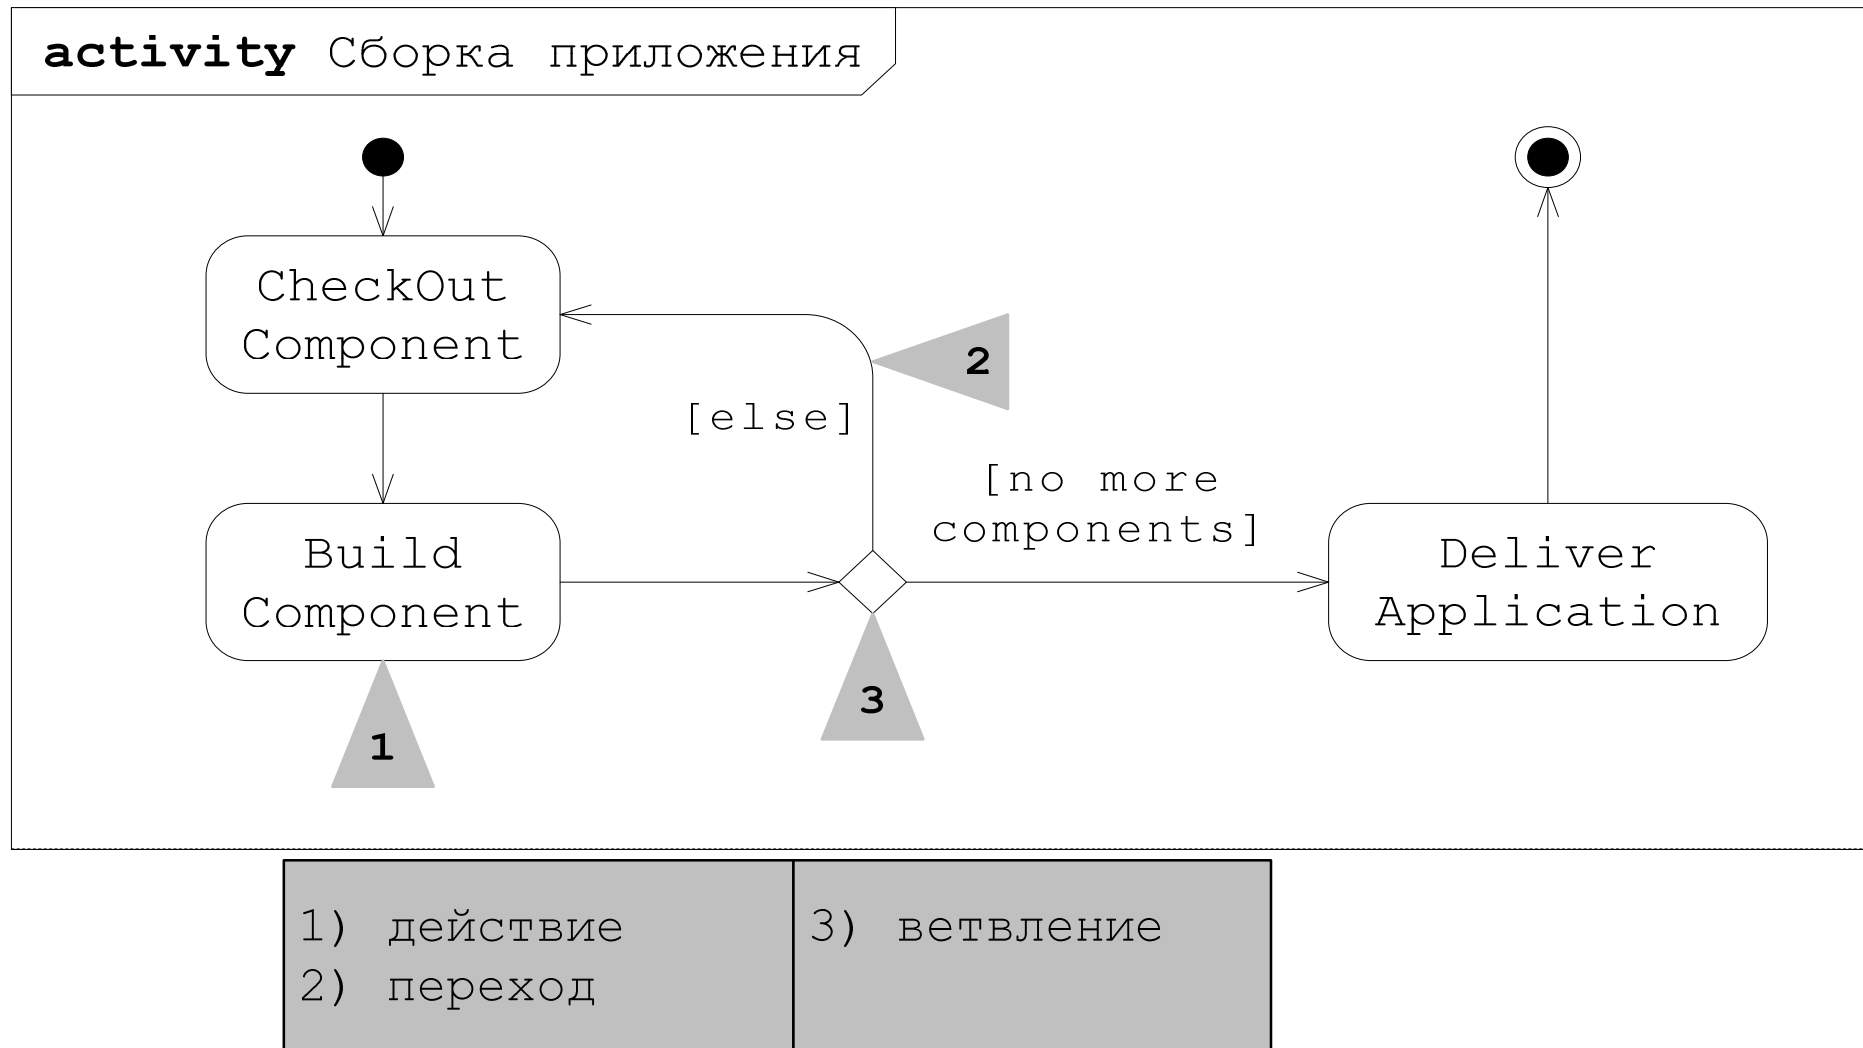 activity Сборка приложения
CheckOut
Component
2
[else]
[no more
components]
Build
Component
Deliver
Application
3
1
1) действие
2) переход
3) ветвление